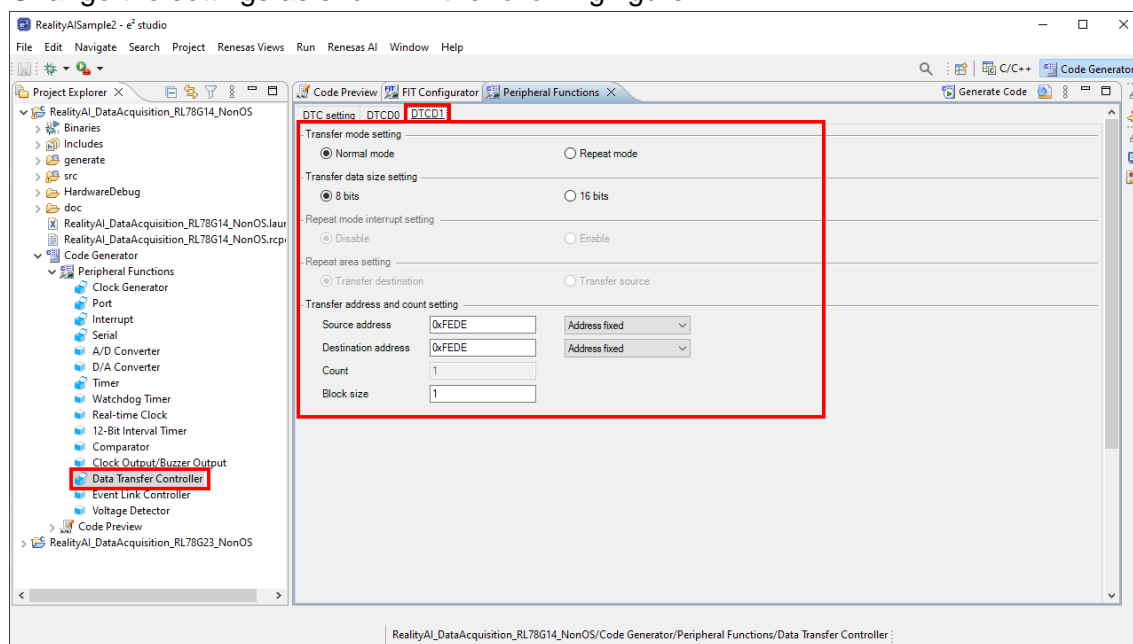 RealityAISample2 - e² studio
File Edit Navigate Search Project Renesas Views Run Renesas AI Window Help
C/C++ Code Generator
Project Explorer
Code Preview FIT Configurator Peripheral Functions
Generate Code
RealityAI_DataAcquisition_RL78G14_NonOS
Binaries
Includes
generate
src
HardwareDebug
doc
RealityAI_DataAcquisition_RL78G14_NonOS.laun
RealityAI_DataAcquisition_RL78G14_NonOS.rcp
Code Generator
Peripheral Functions
Clock Generator
Port
Interrupt
Serial
A/D Converter
D/A Converter
Timer
Watchdog Timer
Real-time Clock
12-Bit Interval Timer
Comparator
Clock Output/Buzzer Output
Data Transfer Controller
Event Link Controller
Voltage Detector
Code Preview
RealityAI_DataAcquisition_RL78G23_NonOS
DTC setting DTCD0 DTCD1
Transfer mode setting
Normal mode Repeat mode
Transfer data size setting
8 bits 16 bits
Repeat mode interrupt setting
Disable Enable
Repeat area setting
Transfer destination Transfer source
Transfer address and count setting
Source address 0xFEDE Address fixed
Destination address 0xFEDE Address fixed
Count 1
Block size 1
RealityAI_DataAcquisition_RL78G14_NonOS/Code Generator/Peripheral Functions/Data Transfer Controller